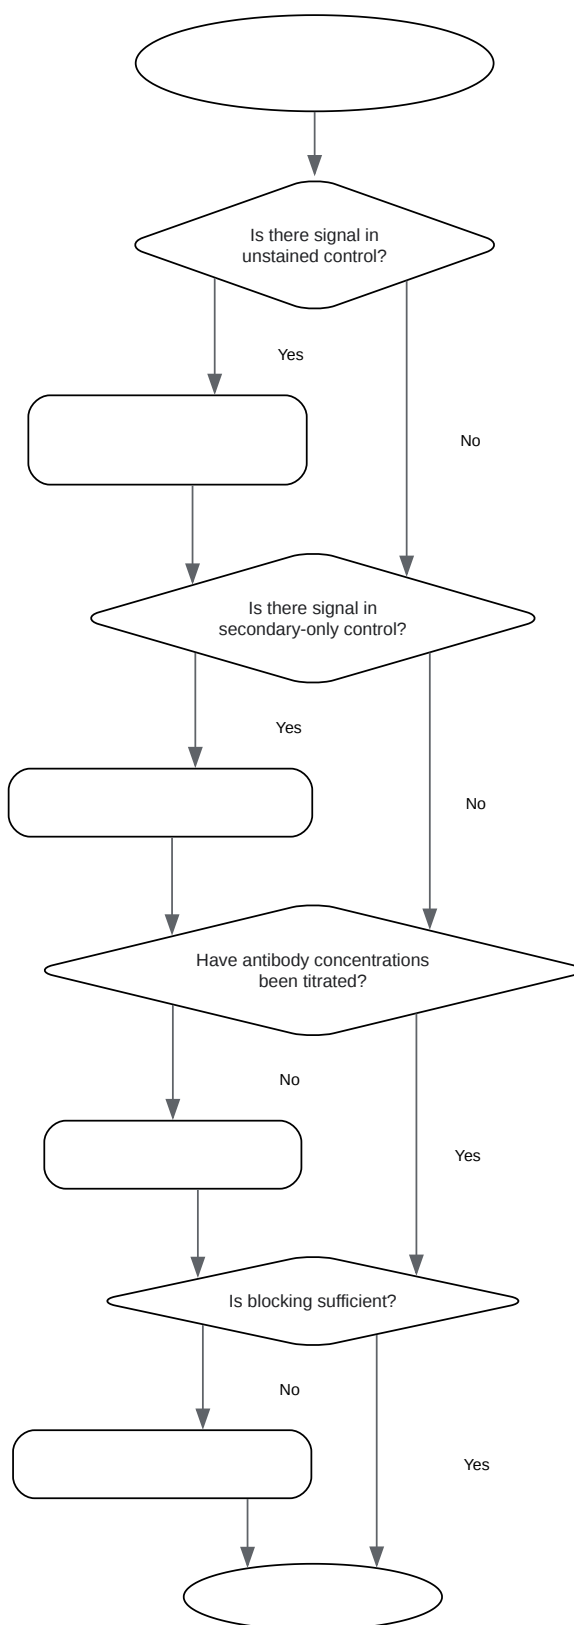 Is there signal in
unstained control?
Yes
No
Is there signal in
secondary-only control?
Yes
No
Have antibody concentrations
been titrated?
No
Yes
Is blocking sufficient?
No
Yes